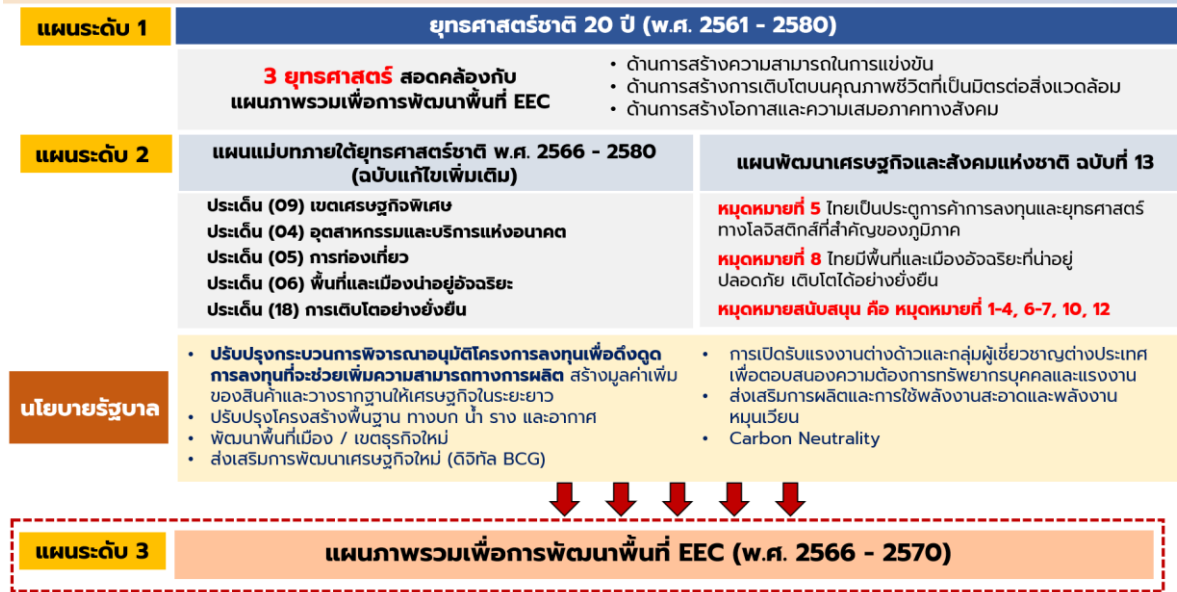 แผนระดับ 1
ยุทธศาสตร์ชาติ 20 ปี (พ.ศ. 2561 - 2580)
3 ยุทธศาสตร์ สอดคล้องกับ
แผนภาพรวมเพื่อการพัฒนาพื้นที่ EEC
• ด้านการสร้างความสามารถในการแข่งขัน
• ด้านการสร้างการเติบโตบนคุณภาพชีวิตที่เป็นมิตรต่อสิ่งแวดล้อม
• ด้านการสร้างโอกาสและความเสมอภาคทางสังคม
แผนระดับ 2
แผนแม่บทภายใต้ยุทธศาสตร์ชาติ พ.ศ. 2566 - 2580
(ฉบับแก้ไขเพิ่มเติม)
ประเด็น (09) เขตเศรษฐกิจพิเศษ
ประเด็น (04) อุตสาหกรรมและบริการแห่งอนาคต
ประเด็น (05) การท่องเที่ยว
ประเด็น (06) พื้นที่และเมืองน่าอยู่อัจฉริยะ
ประเด็น (18) การเติบโตอย่างยั่งยืน
แผนพัฒนาเศรษฐกิจและสังคมแห่งชาติ ฉบับที่ 13
หมุดหมายที่ 5 ไทยเป็นประตูการค้าการลงทุนและยุทธศาสตร์
ทางโลจิสติกส์ที่สำคัญของภูมิภาค
หมุดหมายที่ 8 ไทยมีพื้นที่และเมืองอัจฉริยะที่น่าอยู่
ปลอดภัย เติบโตได้อย่างยั่งยืน
หมุดหมายสนับสนุน คือ หมุดหมายที่ 1-4, 6-7, 10, 12
นโยบายรัฐบาล
• ปรับปรุงกระบวนการพิจารณาอนุมัติโครงการลงทุนเพื่อดึงดูด
การลงทุนที่จะช่วยเพิ่มความสามารถทางการผลิต สร้างมูลค่าเพิ่ม
ของสินค้าและวางรากฐานให้เศรษฐกิจในระยะยาว
• ปรับปรุงโครงสร้างพื้นฐาน ทางบก น้ำ ราง และอากาศ
• พัฒนาพื้นที่เมือง / เขตธุรกิจใหม่
• ส่งเสริมการพัฒนาเศรษฐกิจใหม่ (ดิจิทัล BCG)
• การเปิดรับแรงงานต่างด้าวและกลุ่มผู้เชี่ยวชาญต่างประเทศ
เพื่อตอบสนองความต้องการทรัพยากรบุคคลและแรงงาน
• ส่งเสริมการผลิตและการใช้พลังงานสะอาดและพลังงาน
หมุนเวียน
• Carbon Neutrality
แผนระดับ 3
แผนภาพรวมเพื่อการพัฒนาพื้นที่ EEC (พ.ศ. 2566 - 2570)